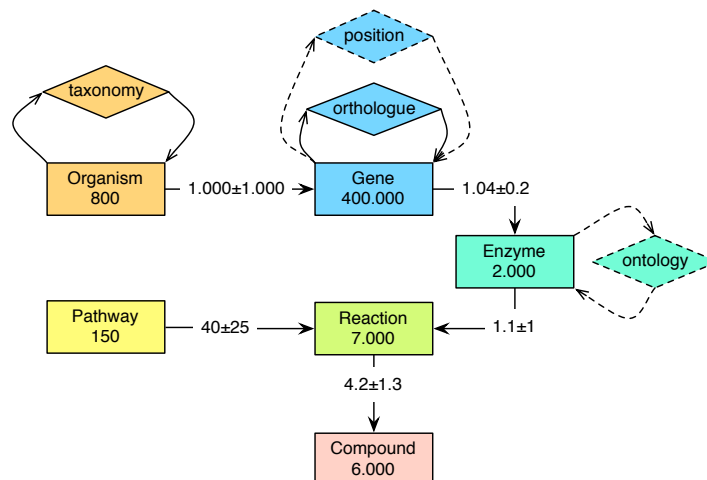 position
taxonomy
orthologue
Organism
800
1.000±1.000
Gene
400.000
1.04±0.2
Enzyme
2.000
ontology
Pathway
150
40±25
Reaction
7.000
1.1±1
4.2±1.3
Compound
6.000